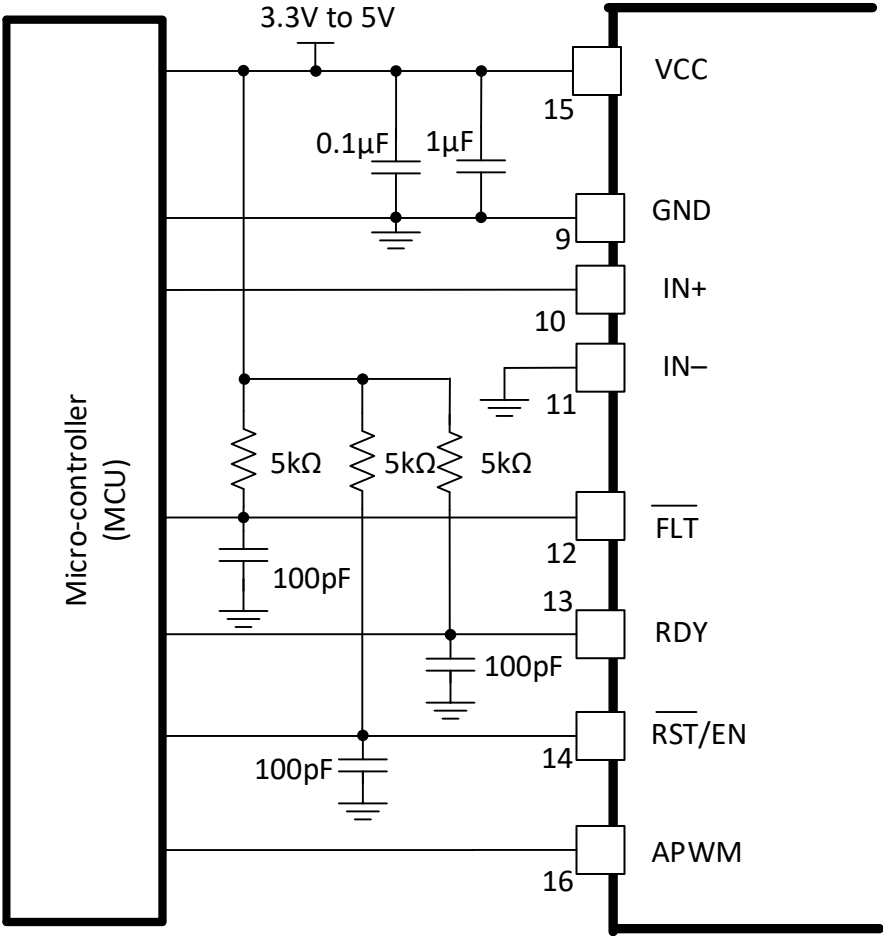 3.3V to 5V
VCC
15
0.1µF
1µF
GND
9
IN+
10
IN–
11
Micro-controller
(MCU)
5kΩ
5kΩ
5kΩ
FLT
12
100pF
13
RDY
100pF
RST/EN
14
100pF
APWM
16